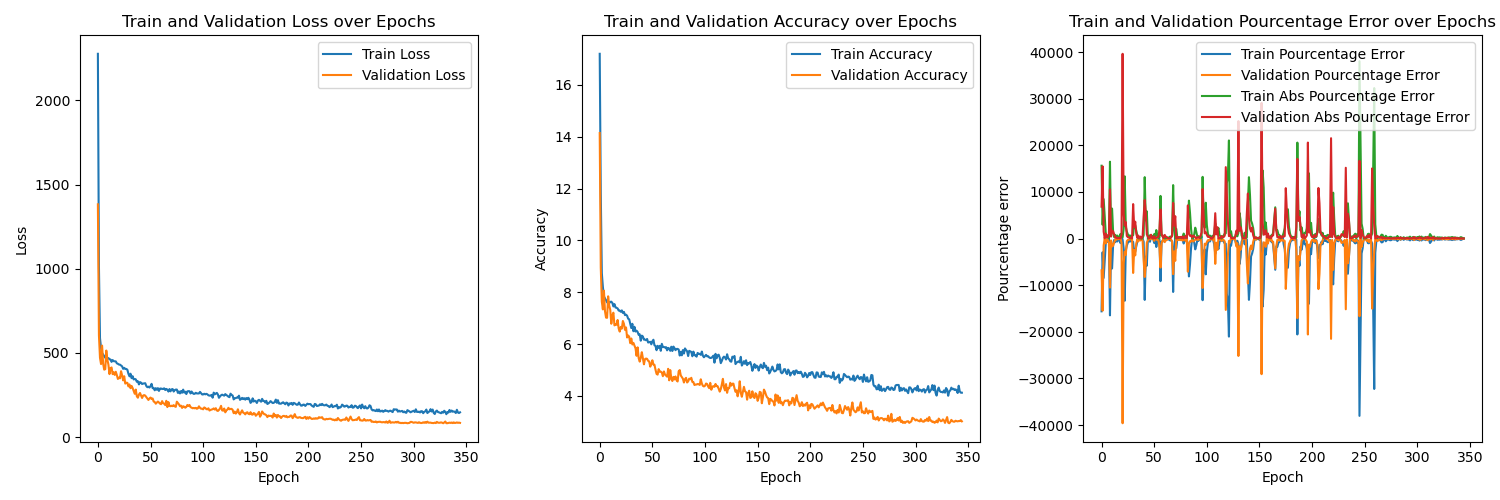 Train and Validation Loss over Epochs
Train Loss
Validation Loss
2000
1500
1000
500
0
Loss
0 50 100 150 200 250 300 350
Epoch
Train and Validation Accuracy over Epochs
Train Accuracy
Validation Accuracy
16
14
12
10
8
6
4
Accuracy
0 50 100 150 200 250 300 350
Epoch
Train and Validation Pourcentage Error over Epochs
Train Pourcentage Error
Validation Pourcentage Error
Train Abs Pourcentage Error
Validation Abs Pourcentage Error
40000
30000
20000
10000
0
−10000
−20000
−30000
−40000
Pourcentage error
0 50 100 150 200 250 300 350
Epoch